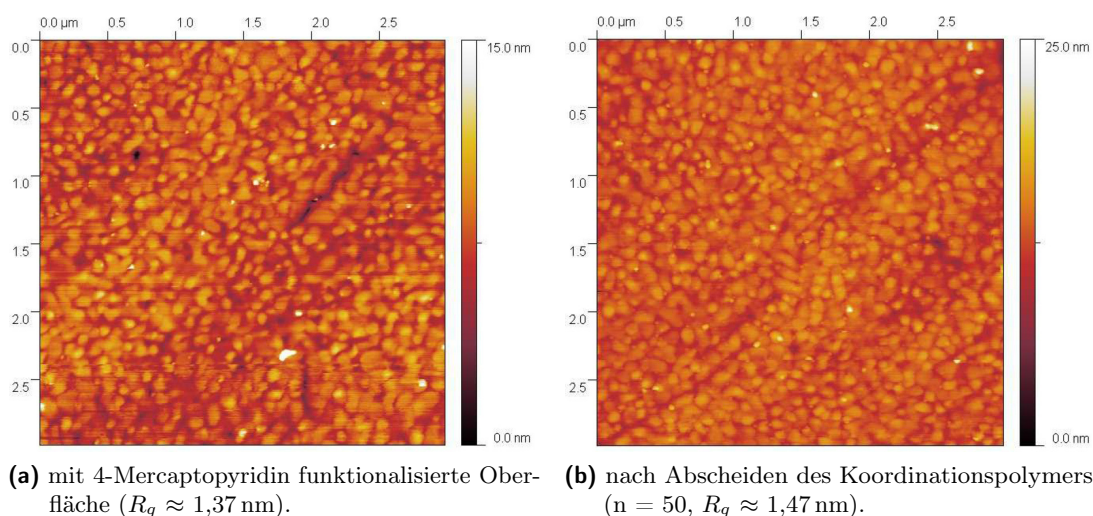 0.0 µm 0.5 1.0 1.5 2.0 2.5
0.0
0.5
1.0
1.5
2.0
2.5
15.0 nm
0.0 nm
(a) mit 4-Mercaptopyridin funktionalisierte Ober-
fläche (Rq ≈ 1,37 nm).
0.0 µm 0.5 1.0 1.5 2.0 2.5
0.0
0.5
1.0
1.5
2.0
2.5
25.0 nm
0.0 nm
(b) nach Abscheiden des Koordinationspolymers
(n = 50, Rq ≈ 1,47 nm).